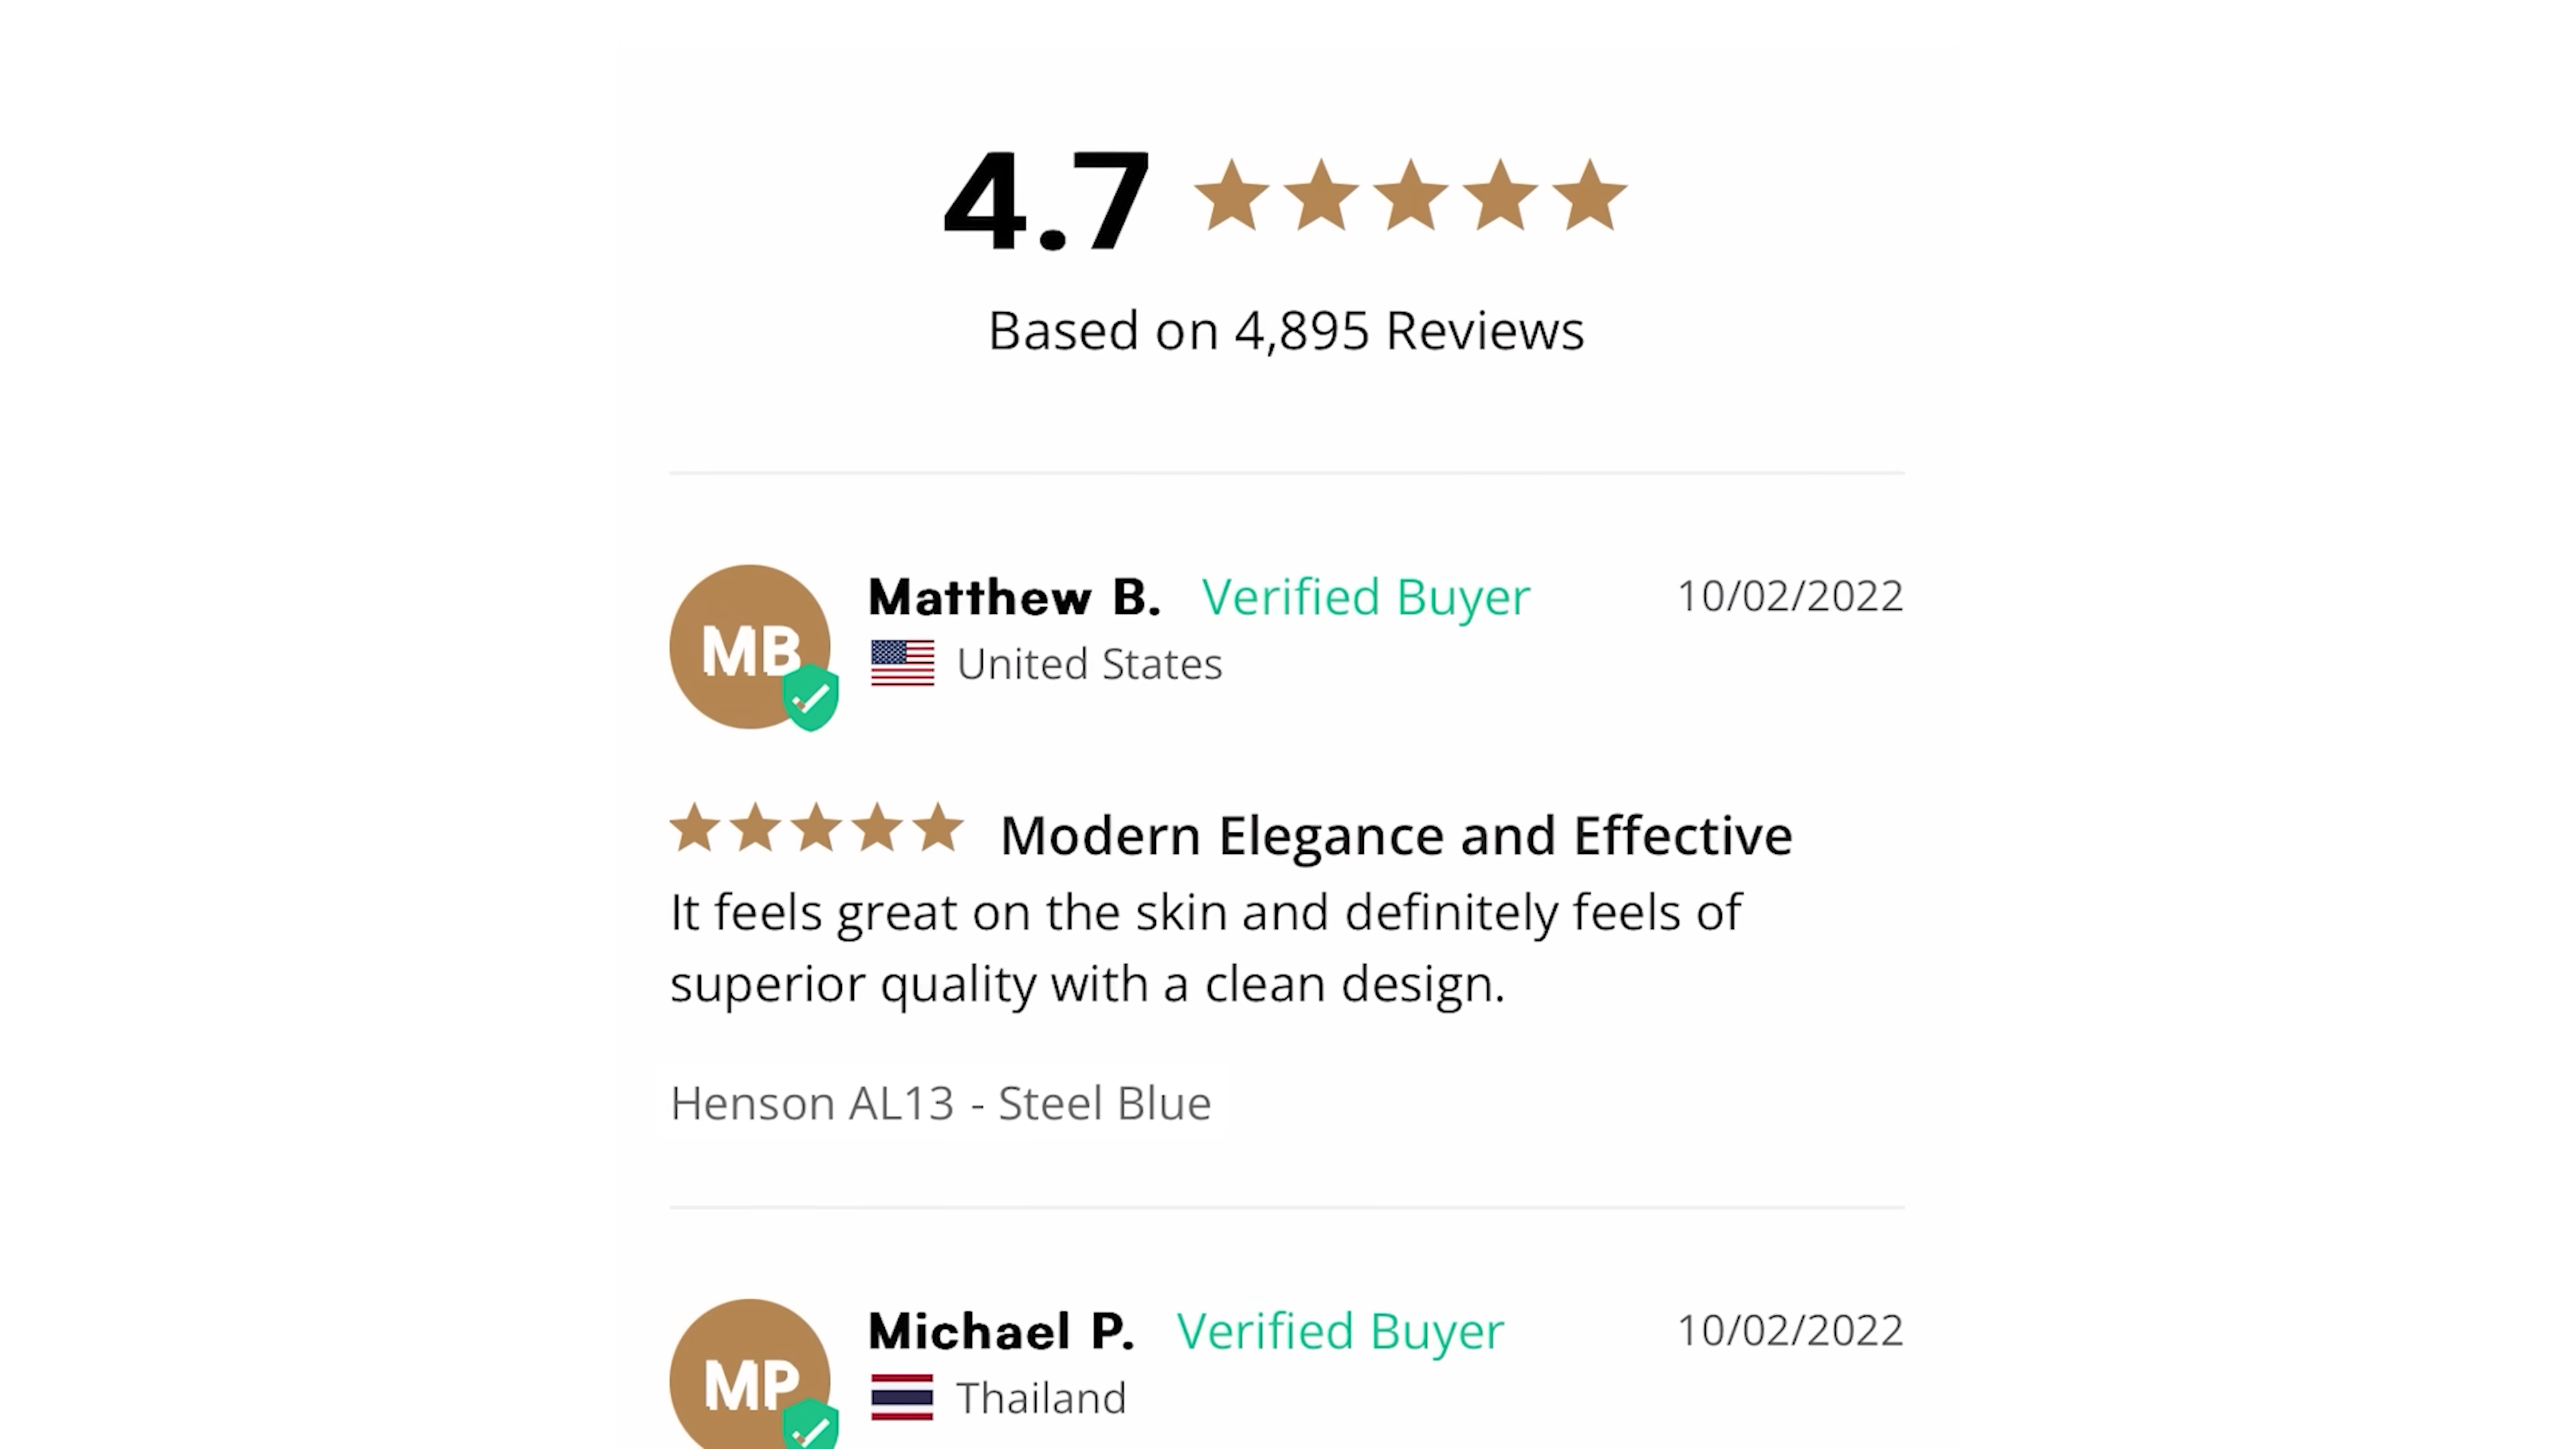 4.7
Based on 4,895 Reviews
MB
Matthew B. Verified Buyer 10/02/2022
United States
Modern Elegance and Effective
It feels great on the skin and definitely feels of
superior quality with a clean design.
Henson AL13 - Steel Blue
MP
Michael P. Verified Buyer 10/02/2022
Thailand